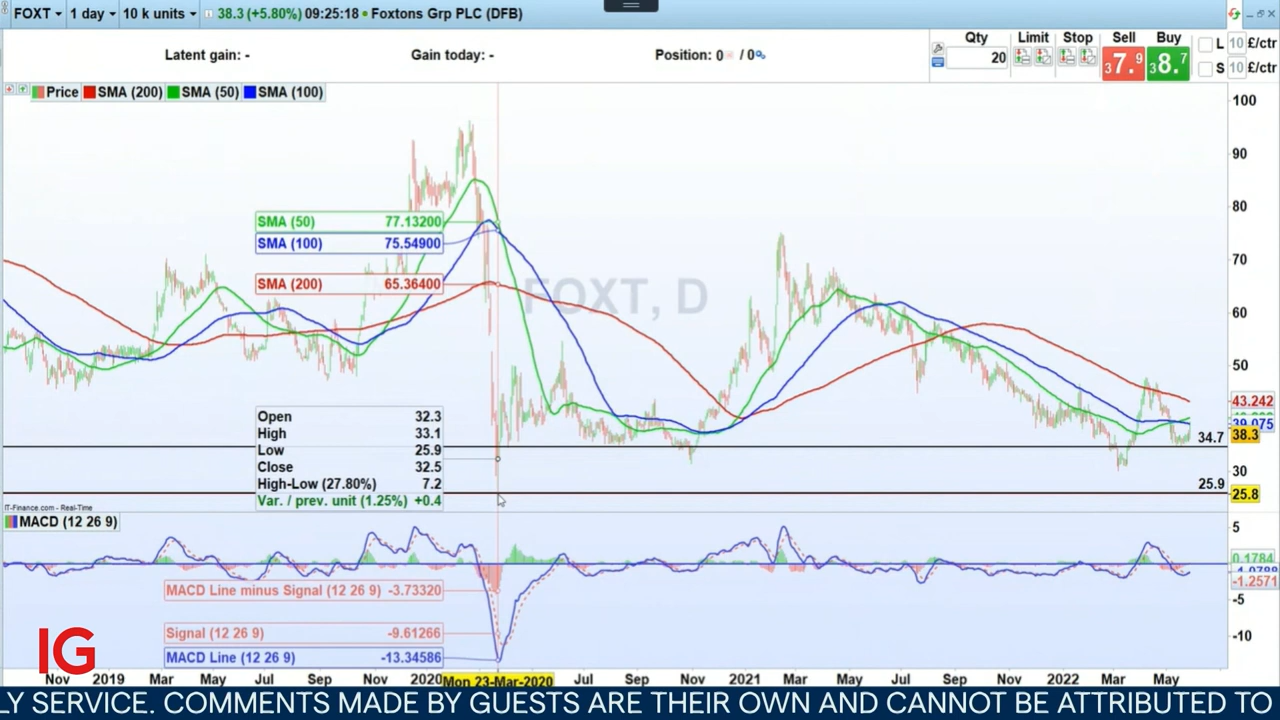 FOXT 1 day 10 k units 38.3 (+5.80%) 09:25:18 Foxtons Grp PLC (DFB)
Latent gain: - Gain today: - Position: 0 / 0
Qty Limit Stop Sell Buy
20 37.9 38.7
L 10 £/ctr
S 10 £/ctr
Price SMA (200) SMA (50) SMA (100)
100
90
80
70
60
50
43.242
39.075
38.3
34.7
30
25.9
25.8
FOXT, D
SMA (50) 77.13200
SMA (100) 75.54900
SMA (200) 65.36400
Open 32.3
High 33.1
Low 25.9
Close 32.5
High-Low (27.80%) 7.2
Var. / prev. unit (1.25%) +0.4
IT-Finance.com - Real-Time
MACD (12 26 9)
5
0.1784
-1.2571
-5
-10
MACD Line minus Signal (12 26 9) -3.73320
Signal (12 26 9) -9.61266
MACD Line (12 26 9) -13.34586
IG
Nov 2019 Mar May Jul Sep Nov 2020 Mon 23-Mar-2020 Jul Sep Nov 2021 Mar May Jul Sep Nov 2022 Mar May
LY SERVICE. COMMENTS MADE BY GUESTS ARE THEIR OWN AND CANNOT BE ATTRIBUTED TO